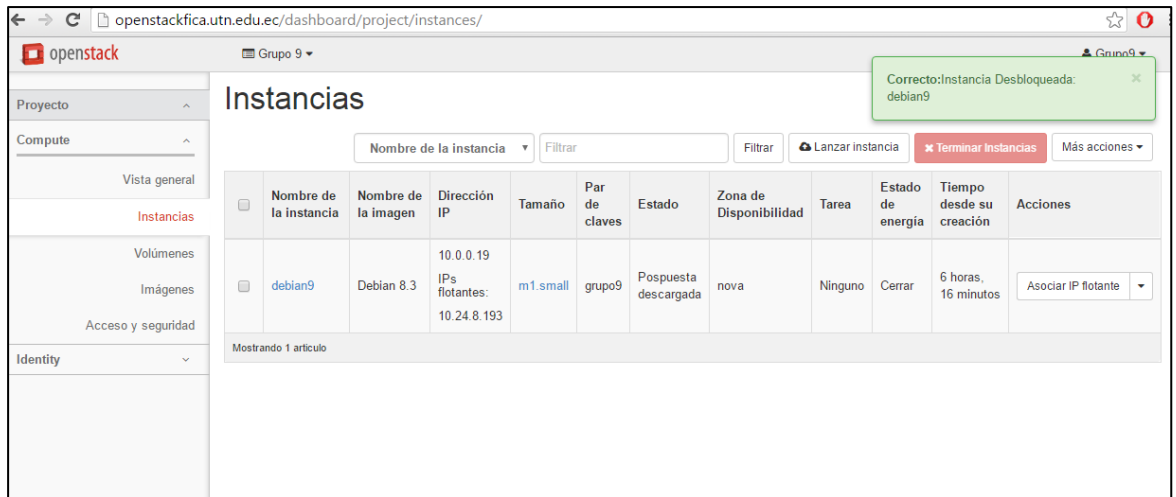 openstackfica.utn.edu.ec/dashboard/project/instances/
openstack
Grupo 9
Grupo9
Correcto:Instancia Desbloqueada:
debian9
Proyecto
Compute
Vista general
Instancias
Volúmenes
Imágenes
Acceso y seguridad
Identity
Instancias
Nombre de la instancia
Filtrar
Filtrar
Lanzar instancia
Terminar Instancias
Más acciones
Nombre de
la instancia
Nombre de
la imagen
Dirección
IP
Tamaño
Par
de
claves
Estado
Zona de
Disponibilidad
Tarea
Estado
de
energía
Tiempo
desde su
creación
Acciones
debian9
Debian 8.3
10.0.0.19
IPs
flotantes:
10.24.8.193
m1.small
grupo9
Pospuesta
descargada
nova
Ninguno
Cerrar
6 horas,
16 minutos
Asociar IP flotante
Mostrando 1 articulo